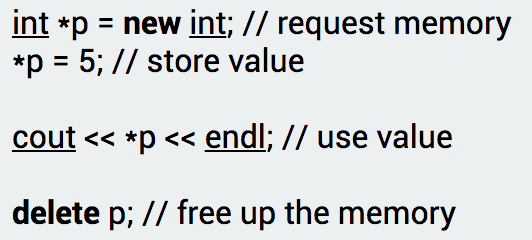 int *p = new int; // request memory
*p = 5; // store value
cout << *p << endl; // use value
delete p; // free up the memory